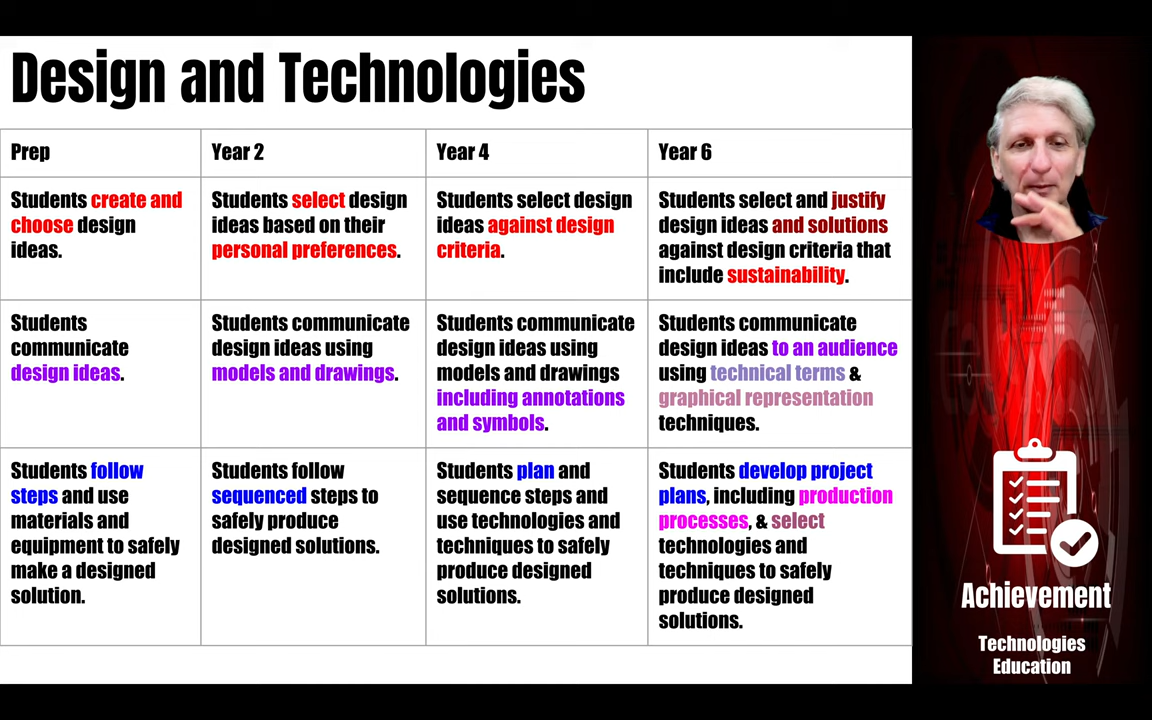 Design and Technologies
Prep
Year 2
Year 4
Year 6
Students create and
choose design
ideas.
Students select design
ideas based on their
personal preferences.
Students select design
ideas against design
criteria.
Students select and justify
design ideas and solutions
against design criteria that
include sustainability.
Students
communicate
design ideas.
Students communicate
design ideas using
models and drawings.
Students communicate
design ideas using
models and drawings
including annotations
and symbols.
Students communicate
design ideas to an audience
using technical terms &
graphical representation
techniques.
Students follow
steps and use
materials and
equipment to safely
make a designed
solution.
Students follow
sequenced steps to
safely produce
designed solutions.
Students plan and
sequence steps and
use technologies and
techniques to safely
produce designed
solutions.
Students develop project
plans, including production
processes, & select
technologies and
techniques to safely
produce designed
solutions.
Achievement
Technologies
Education